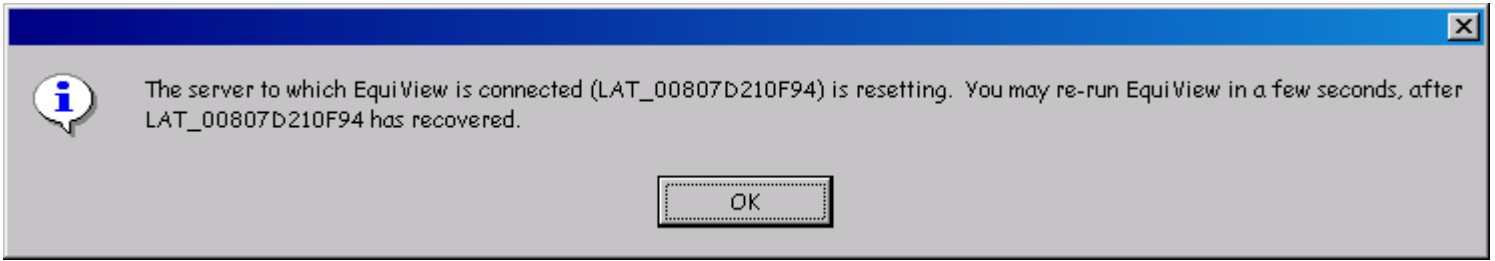 The server to which EquiView is connected (LAT_00807D210F94) is resetting.  You may re-run EquiView in a few seconds, after
LAT_00807D210F94 has recovered.
OK